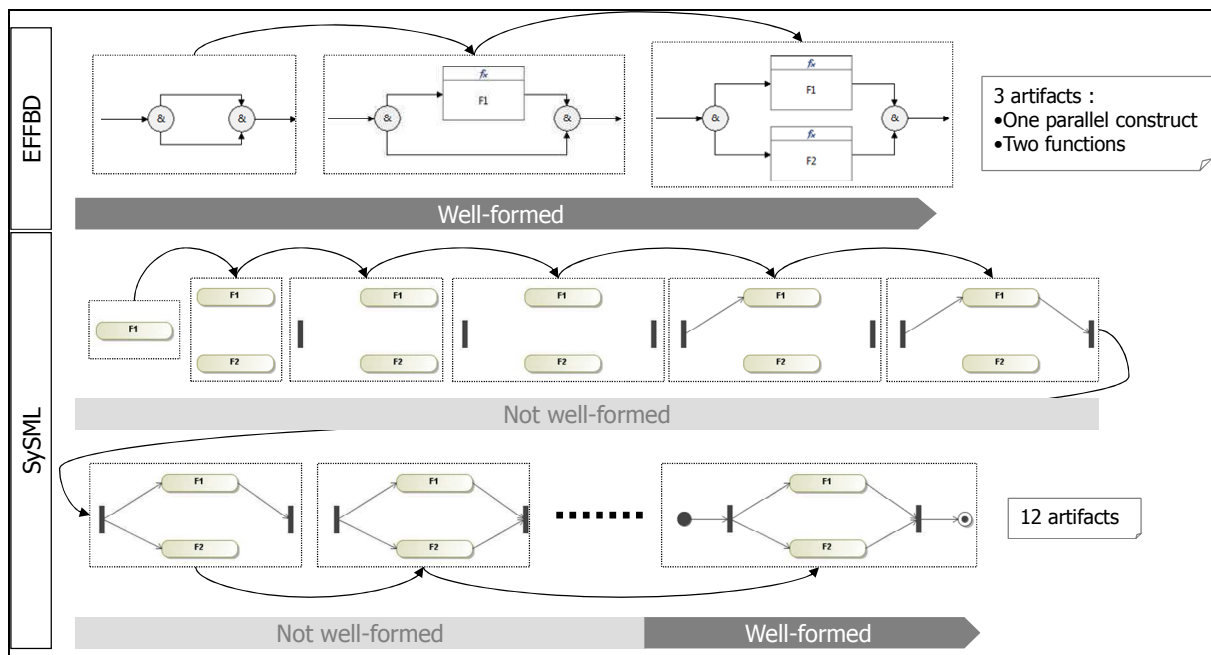 EFFBD
&
&
fx
F1
&
&
fx
F1
&
&
fx
F2
3 artifacts :
•One parallel construct
•Two functions
Well-formed
SySML
F1
F1
F2
F1
F2
F1
F2
F1
F2
F1
F2
Not well-formed
F1
F2
F1
F2
F1
F2
12 artifacts
Not well-formed
Well-formed